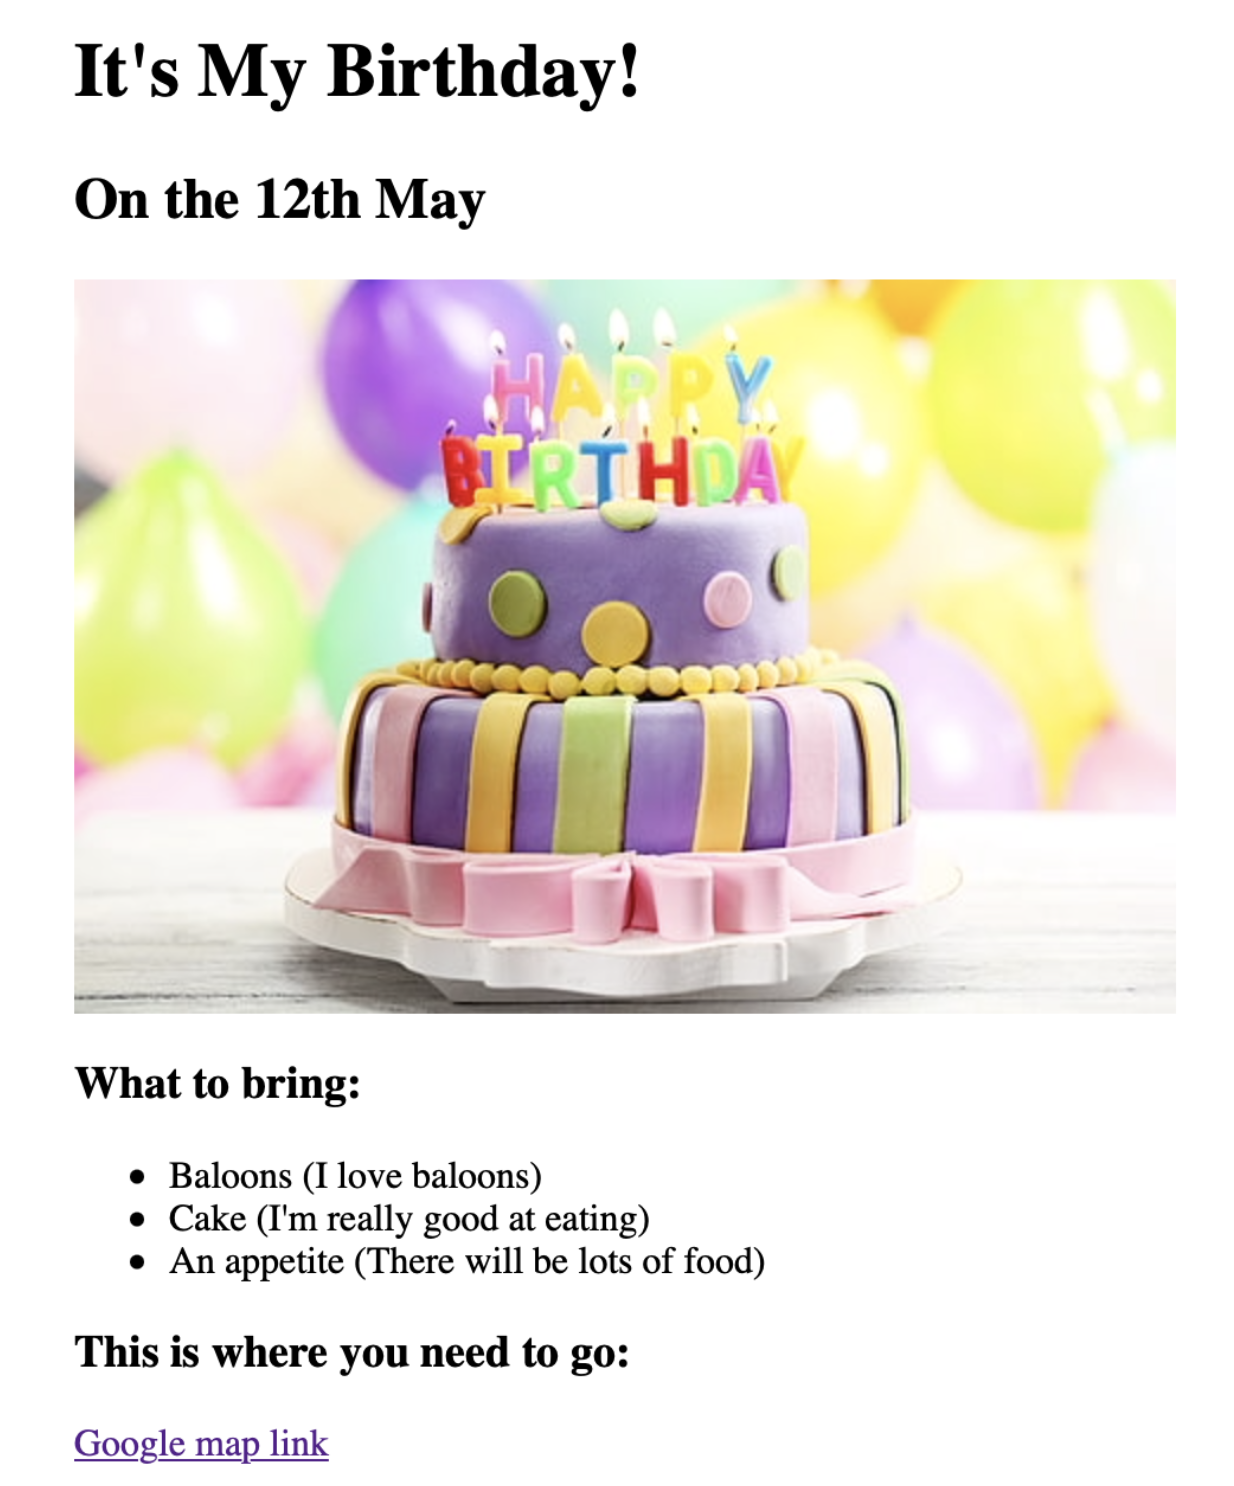 It's My Birthday!
On the 12th May
HAPPY
BIRTHDAY
What to bring:
Baloons (I love baloons)
Cake (I'm really good at eating)
An appetite (There will be lots of food)
This is where you need to go:
Google map link